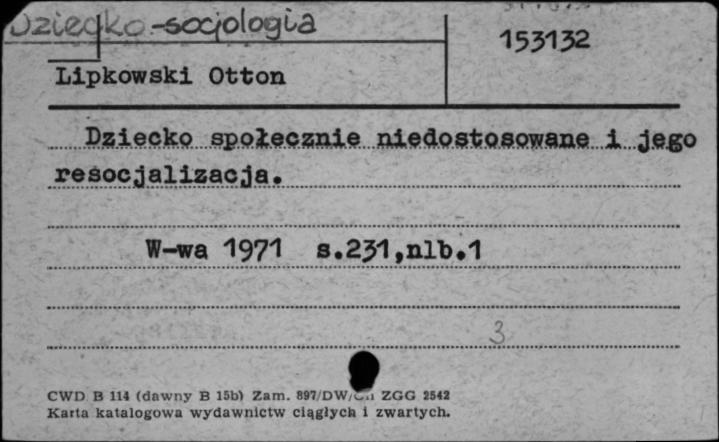 Dziecko-socjologia
153132
Lipkowski Otton
Dziecko społecznie niedostosowane i jego
resocjalizacja.
W-wa 1971 s.231,nlb.1
3
CWD B 114 (dawny B 15b) Zam. 897/DW/ ZGG 2542
Karta katalogowa wydawnictw ciągłych i zwartych.